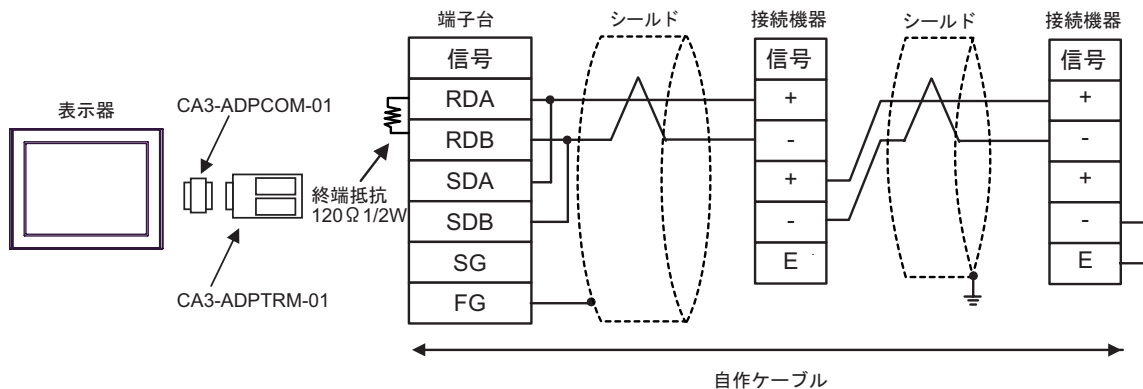 表示器
CA3-ADPCOM-01
CA3-ADPTRM-01
終端抵抗
120Ω 1/2W
端子台
信号
RDA
RDB
SDA
SDB
SG
FG
シールド
接続機器
信号
+
-
+
-
E
シールド
接続機器
信号
+
-
+
-
E
自作ケーブル